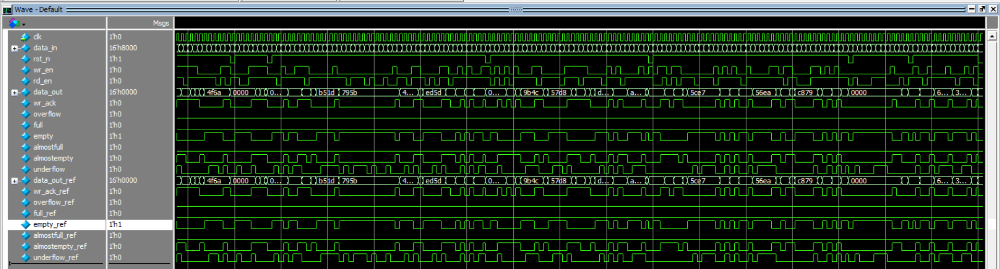 Wave - Default
Msgs
clk 1'h0
data_in 16'h8000
rst_n 1'h1
wr_en 1'h0
rd_en 1'h0
data_out 16'h0000 4f6a 0000 0... b51d 795b 4... ed5d 0... 9b4c 57d8 d... a... 5ce7 56ea c879 0000 6... 3...
wr_ack 1'h0
overflow 1'h0
full 1'h0
empty 1'h1
almostfull 1'h0
almostempty 1'h0
underflow 1'h0
data_out_ref 16'h0000 4f6a 0000 0... b51d 795b 4... ed5d 0... 9b4c 57d8 d... a... 5ce7 56ea c879 0000 6... 3...
wr_ack_ref 1'h0
overflow_ref 1'h0
full_ref 1'h0
empty_ref 1'h1
almostfull_ref 1'h0
almostempty_ref 1'h0
underflow_ref 1'h0